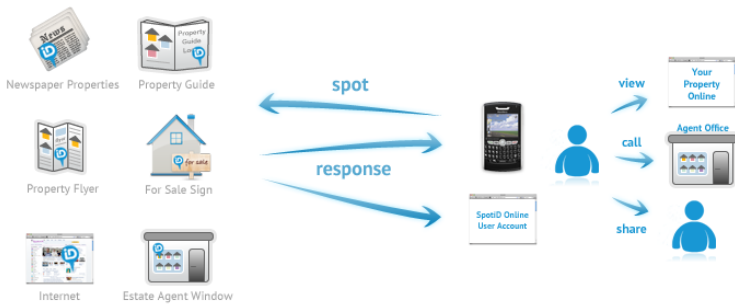 Newspaper Properties
Property Guide
Property Flyer
For Sale Sign
for sale
Internet
Estate Agent Window
News
Property
Guide
spot
response
SpotiD Online
User Account
view
call
share
Your
Property
Online
Agent Office